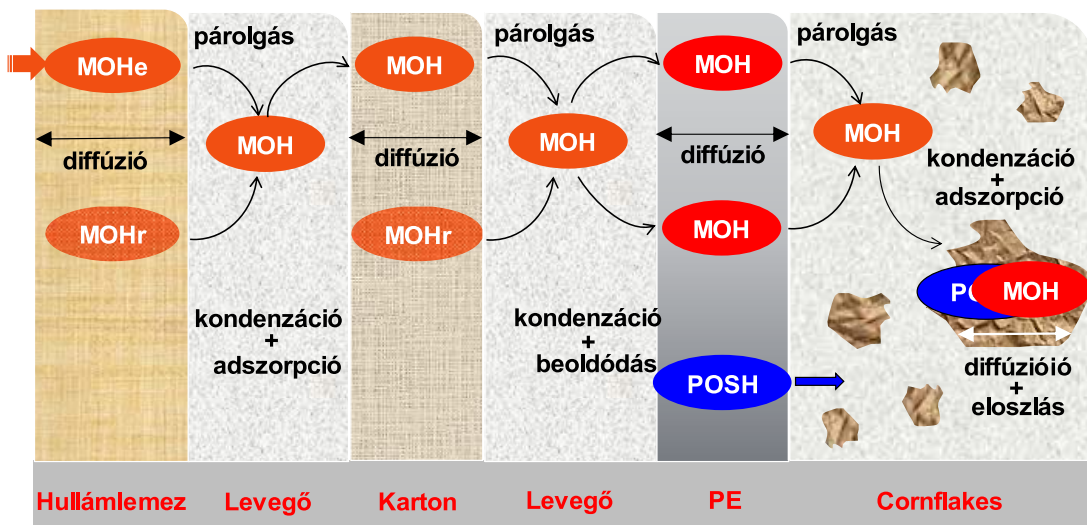 MOHe
diffúzió
MOHr
párolgás
MOH
kondenzáció
+
adszorpció
MOH
diffúzió
MOHr
párolgás
MOH
kondenzáció
+
beoldódás
MOH
diffúzió
MOH
POSH
párolgás
MOH
kondenzáció
+
adszorpció
MOH
diffúzióió
+
eloszlás
Hullámlemez
Levegő
Karton
Levegő
PE
Cornflakes